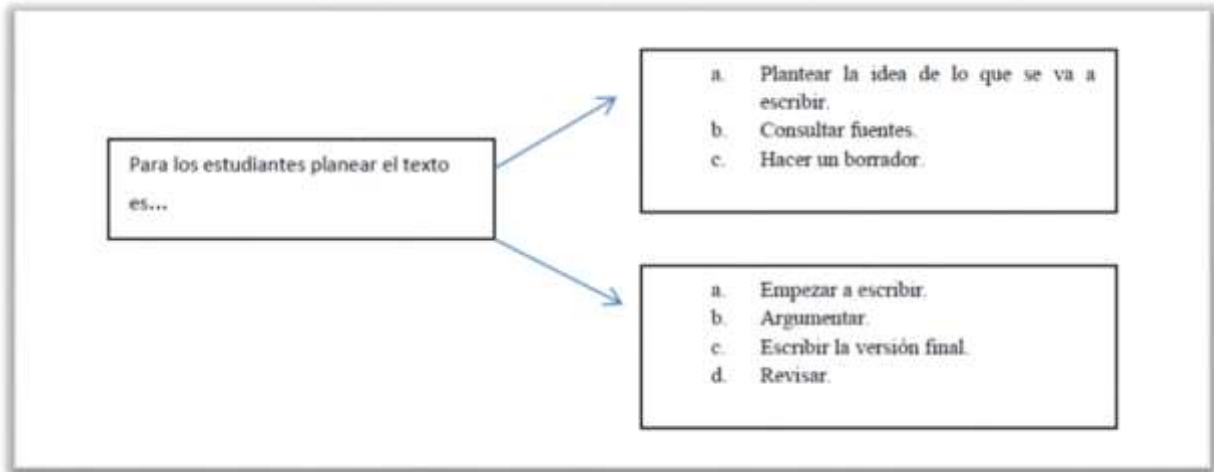 Para los estudiantes planear el texto
es...
a. Plantear la idea de lo que se va a
escribir.
b. Consultar fuentes.
c. Hacer un borrador.
a. Empezar a escribir.
b. Argumentar.
c. Escribir la versión final.
d. Revisar.